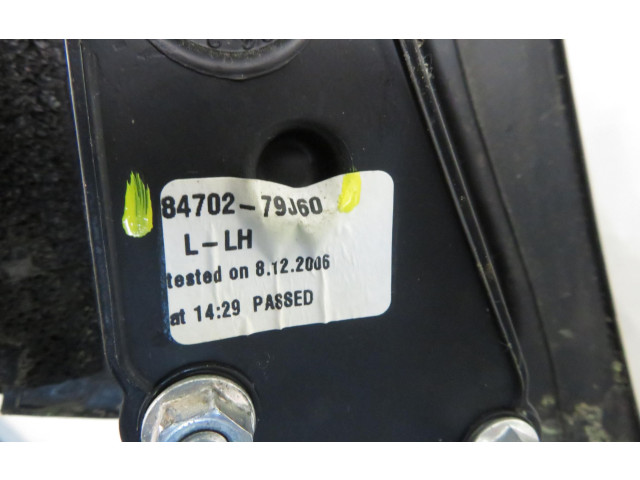 84702-79J60
L-LH
tested on 8.12.2006
at 14:29 PASSED